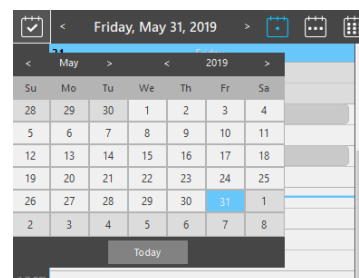 < Friday, May 31, 2019 >
31 Friday
< May > < 2019 >
Su Mo Tu We Th Fr Sa
28 29 30 1 2 3 4
5 6 7 8 9 10 11
12 13 14 15 16 17 18
19 20 21 22 23 24 25
26 27 28 29 30 31 1
2 3 4 5 6 7 8
Today